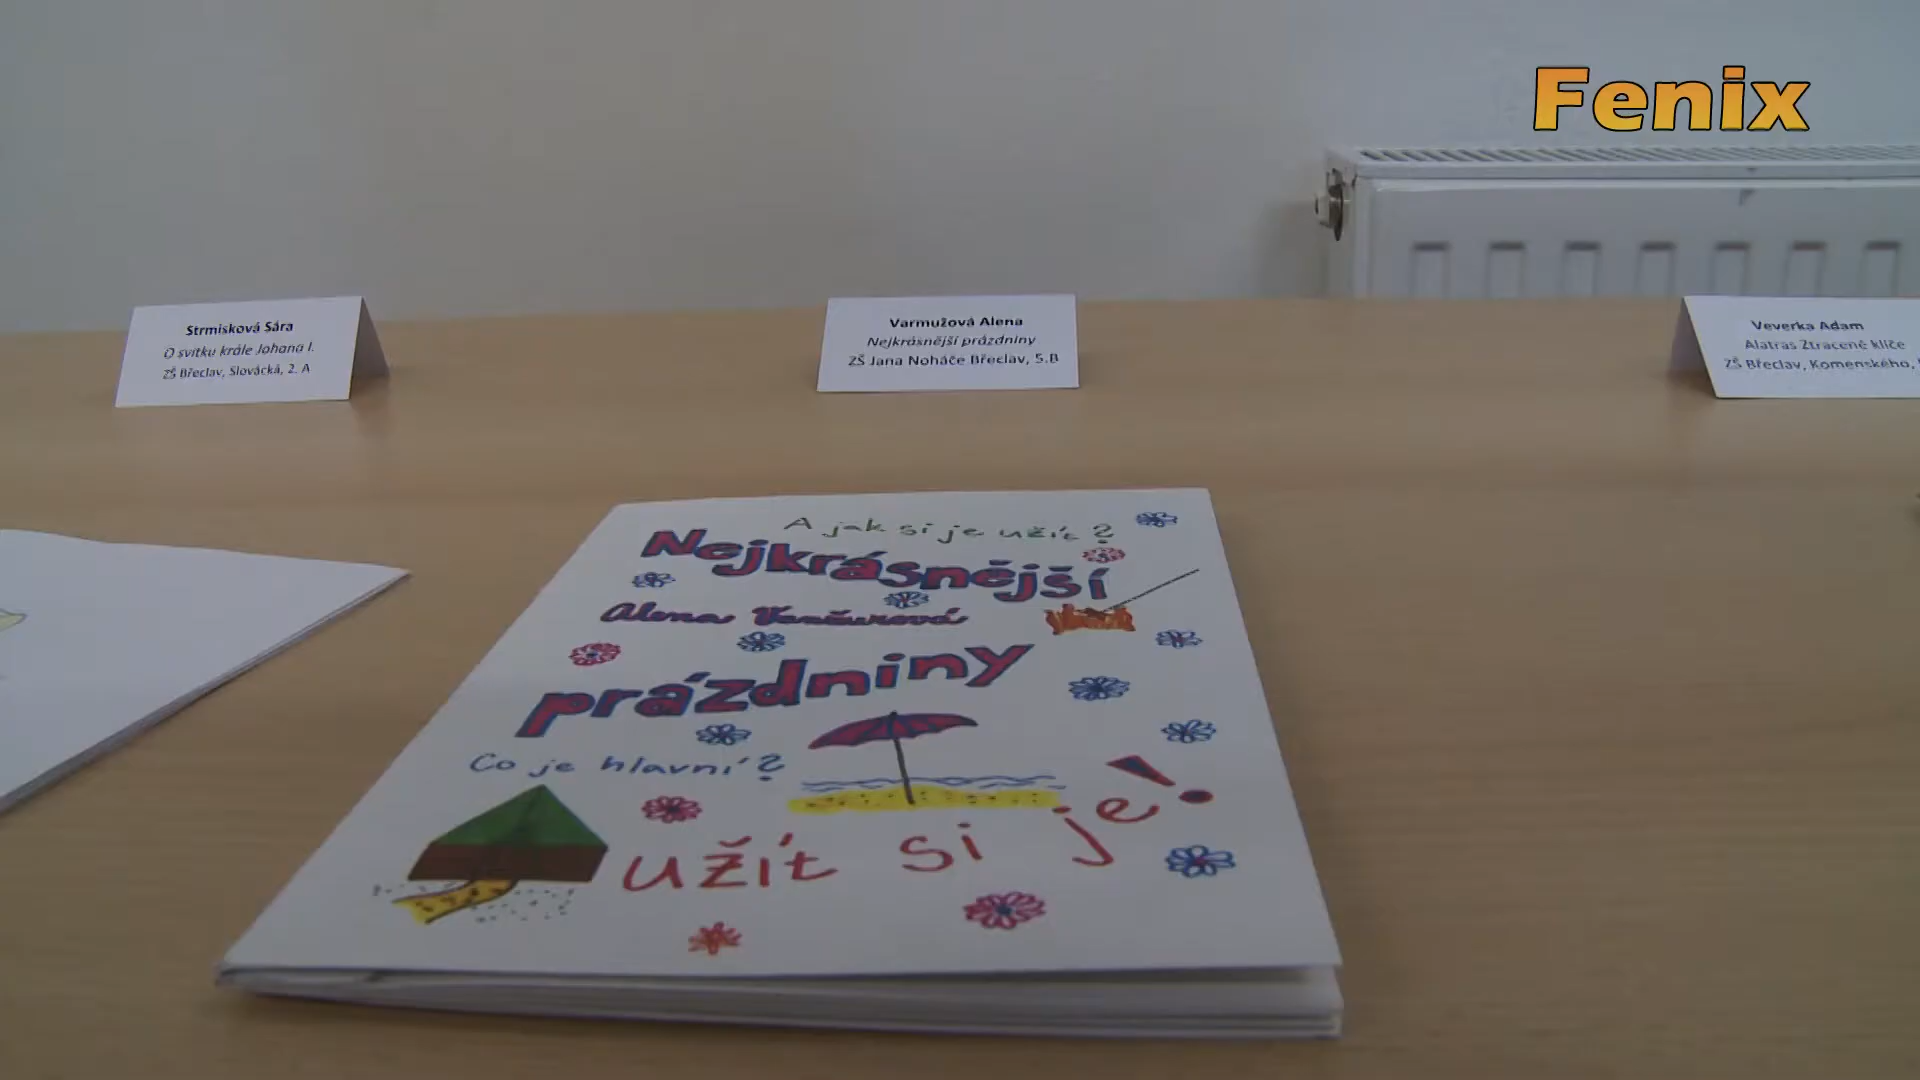 Fenix
Strmisková Sára
O svitku krále Johana I.
ZŠ Břeclav, Slovácká, 2. A
Varmužová Alena
Nejkrásnější prázdniny
ZŠ Jana Noháče Břeclav, 5.B
Veverka Adam
Alatras Ztracené klíče
ZŠ Břeclav, Komenského,
A jak si je užít?
Nejkrásnější
Alena
prázdniny
Co je hlavní?
užít si je!